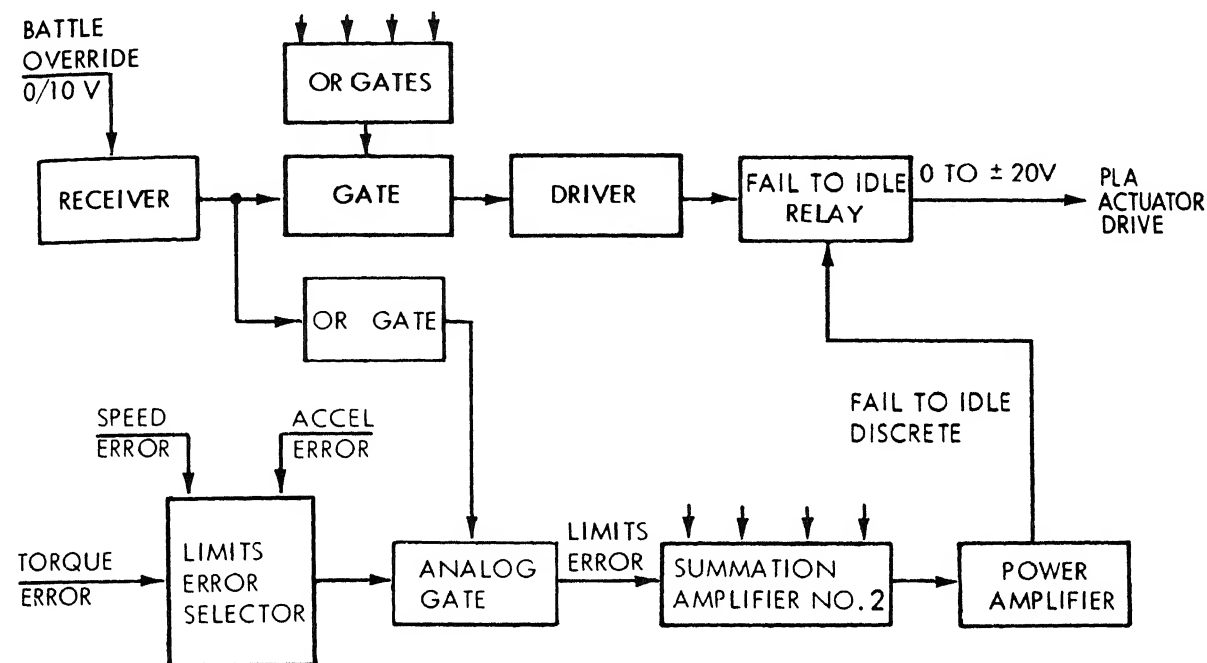 BATTLE
OVERRIDE
0/10 V
OR GATES
RECEIVER
GATE
DRIVER
FAIL TO IDLE
RELAY
0 TO ± 20V
PLA
ACTUATOR
DRIVE
OR GATE
SPEED
ERROR
ACCEL
ERROR
FAIL TO IDLE
DISCRETE
TORQUE
ERROR
LIMITS
ERROR
SELECTOR
ANALOG
GATE
LIMITS
ERROR
SUMMATION
AMPLIFIER NO. 2
POWER
AMPLIFIER